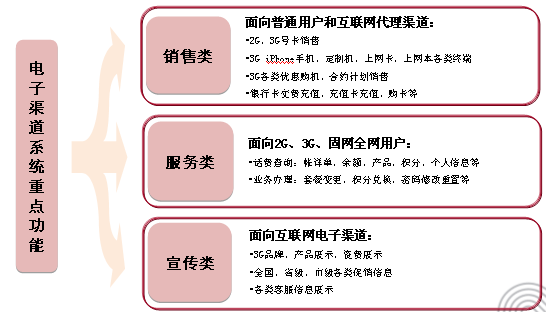 电子渠道系统重点功能
销售类
面向普通用户和互联网代理渠道：
·2G、3G号卡销售
·3G iPhone手机、定制机、上网卡、上网本各类终端
·3G各类优惠购机、合约计划销售
·银行卡交费充值、充值卡充值、购卡等
服务类
面向2G、3G、固网全网用户：
·话费查询：帐详单、余额、产品、积分、个人信息等
·业务办理：套餐变更、积分兑换、密码修改重置等
宣传类
面向互联网电子渠道：
·3G品牌、产品展示、资费展示
·全国、省级、市级各类促销信息
·各类客服信息展示